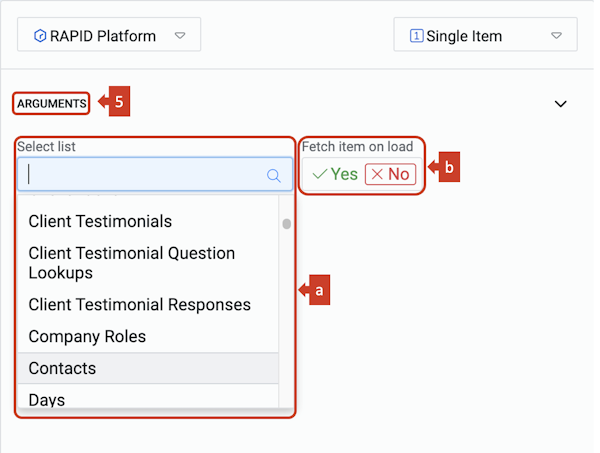 RAPID Platform
1 Single Item
ARGUMENTS 5
Select list
Fetch item on load
Yes No b
Client Testimonials
Client Testimonial Question
Lookups
Client Testimonial Responses
a
Company Roles
Contacts
Days